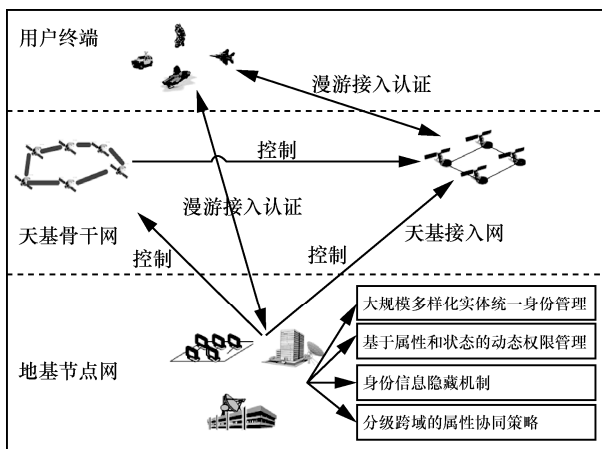 用户终端
漫游接入认证
控制
漫游接入认证
天基骨干网
天基接入网
控制
控制
大规模多样化实体统一身份管理
基于属性和状态的动态权限管理
地基节点网
身份信息隐藏机制
分级跨域的属性协同策略